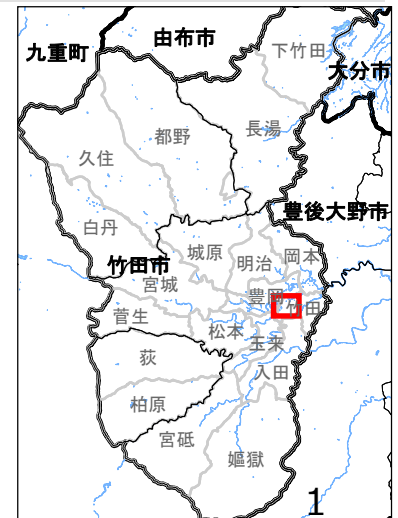 由布市
下竹田
九重町
大分市
都野
長湯
久住
豊後大野市
白丹
城原
岡本
明治
竹田市
宮城
豊岡
竹田
菅生
松本
玉来
荻
入田
柏原
宮砥
嫗獄
1